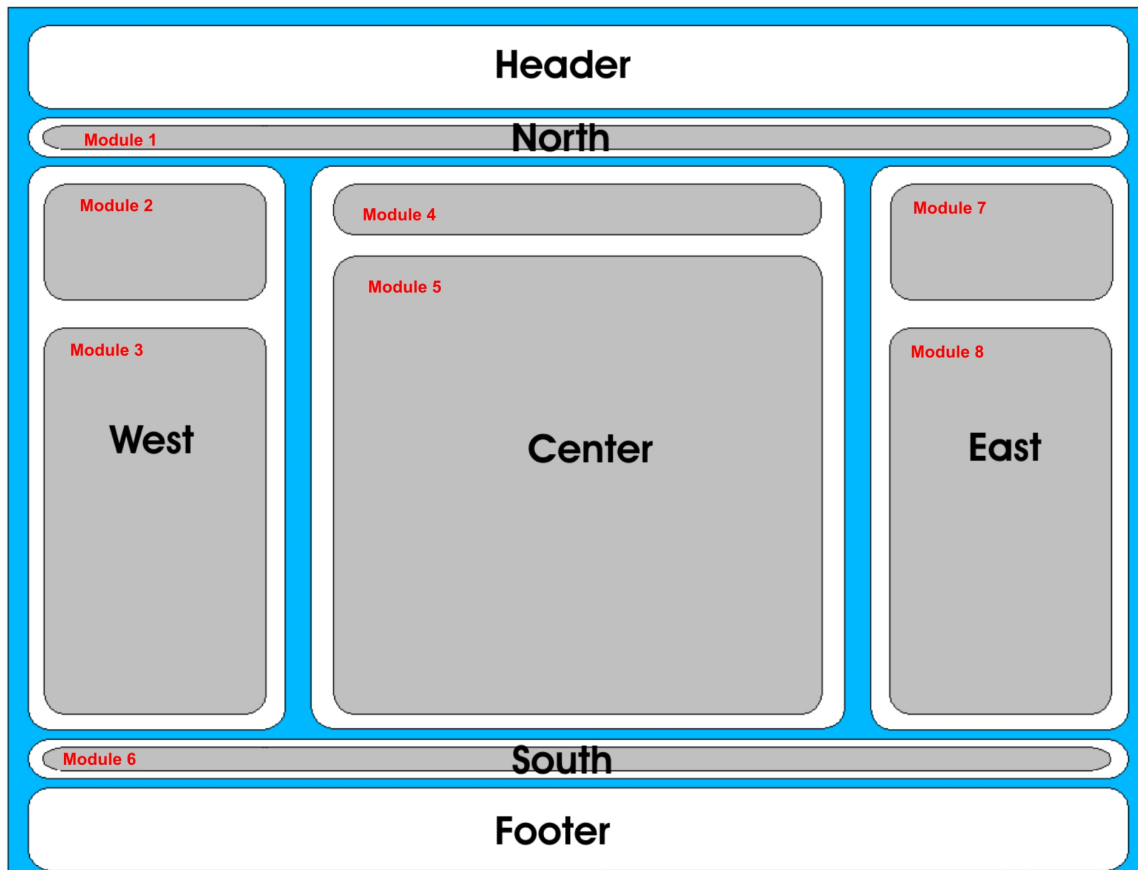 Header
Module 1
North
Module 2
Module 3
West
Module 4
Module 5
Center
Module 7
Module 8
East
Module 6
South
Footer